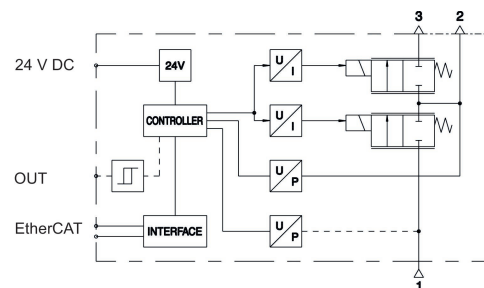 3 2
24 V DC
24V
U
I
CONTROLLER
U
I
OUT
U
P
EtherCAT
INTERFACE
U
P
1